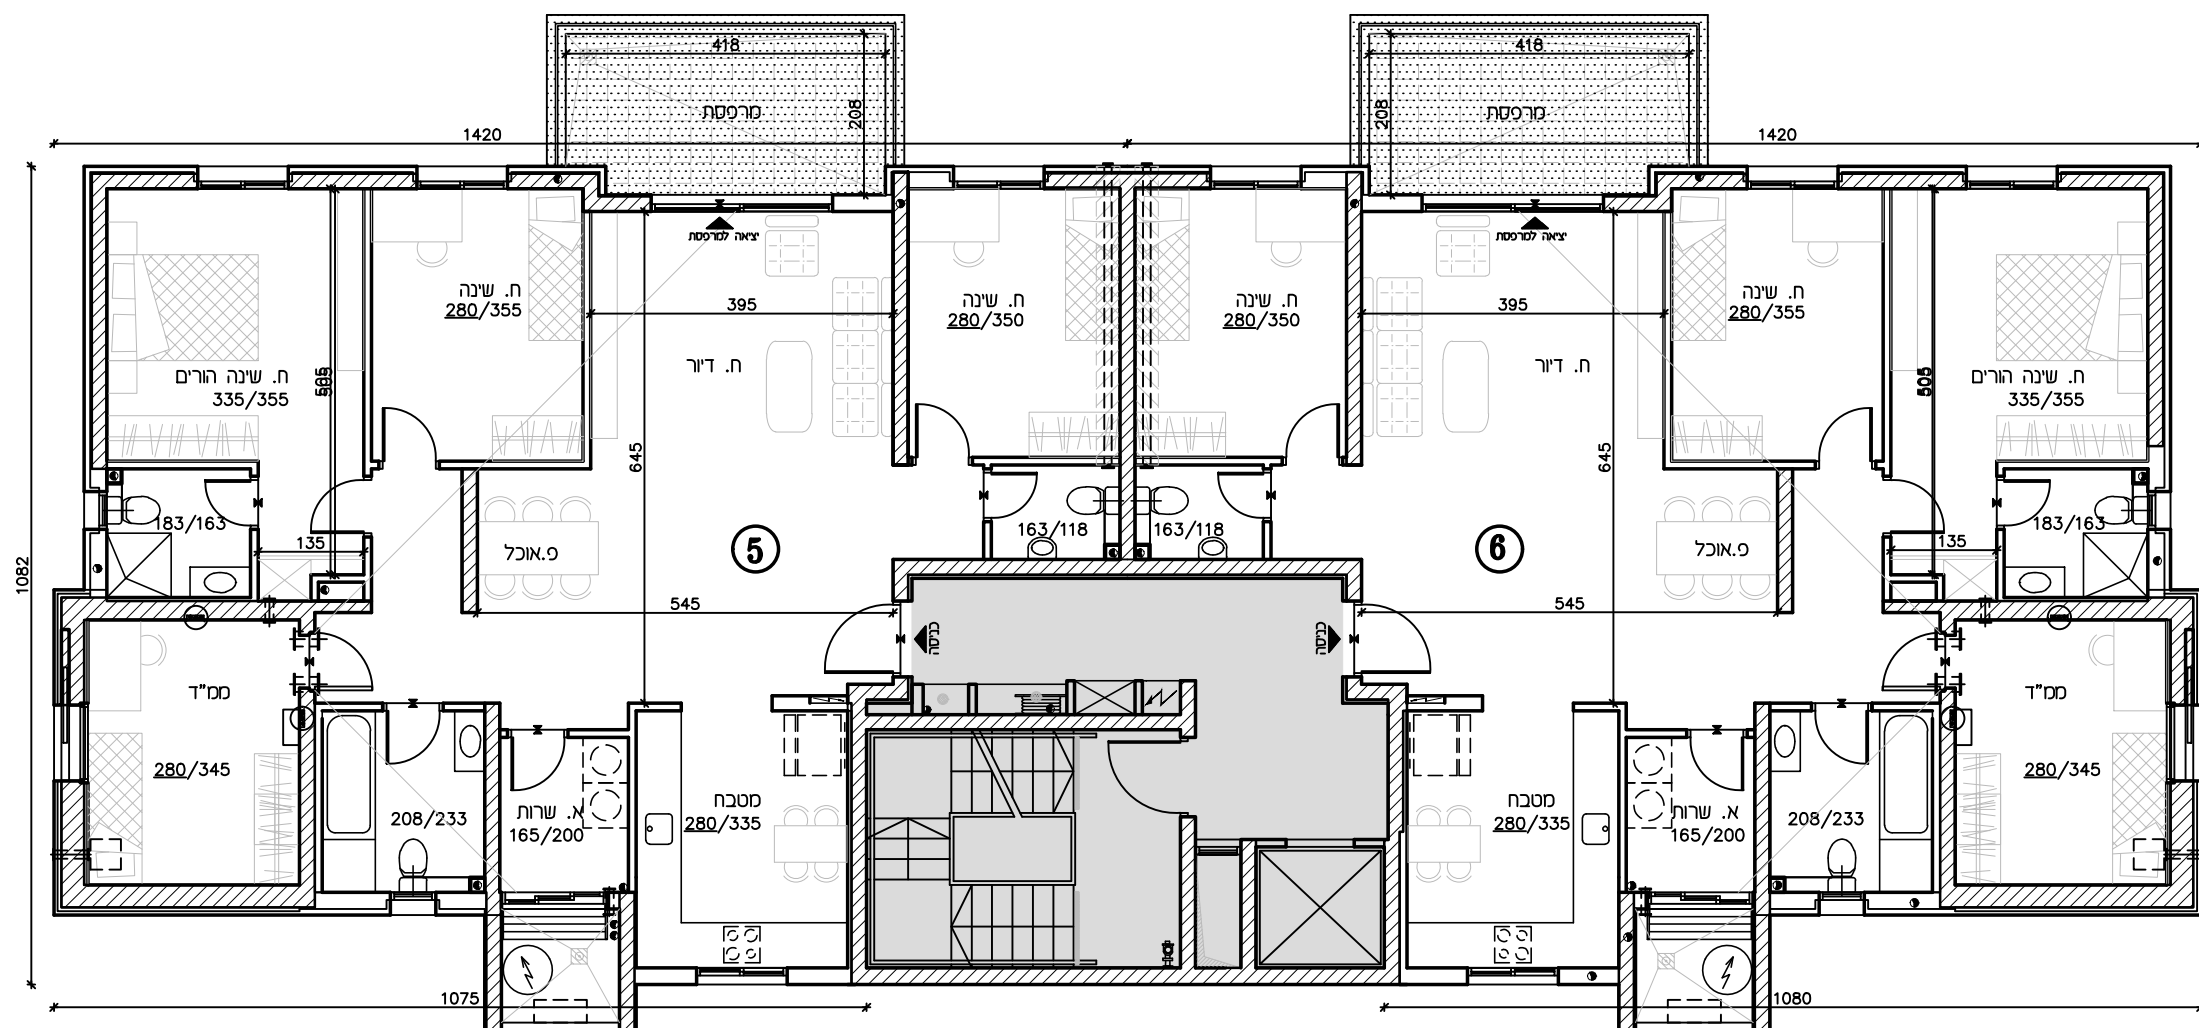 418
418
מרפסת
208
208
מרפסת
1420
1420
יציאה למרפסת
יציאה למרפסת
ח. שינה
280/355
ח. שינה
280/350
ח. שינה
280/350
ח. שינה
280/355
395
395
ח. שינה הורים
335/355
505
ח. דיור
ח. דיור
505
ח. שינה הורים
335/355
645
645
183/163
135
פ.אוכל
5
163/118
163/118
6
פ.אוכל
135
183/163
1082
545
545
כניסה
כניסה
ממ"ד
280/345
208/233
א. שרות
165/200
מטבח
280/335
מטבח
280/335
א. שרות
165/200
208/233
ממ"ד
280/345
1075
1080